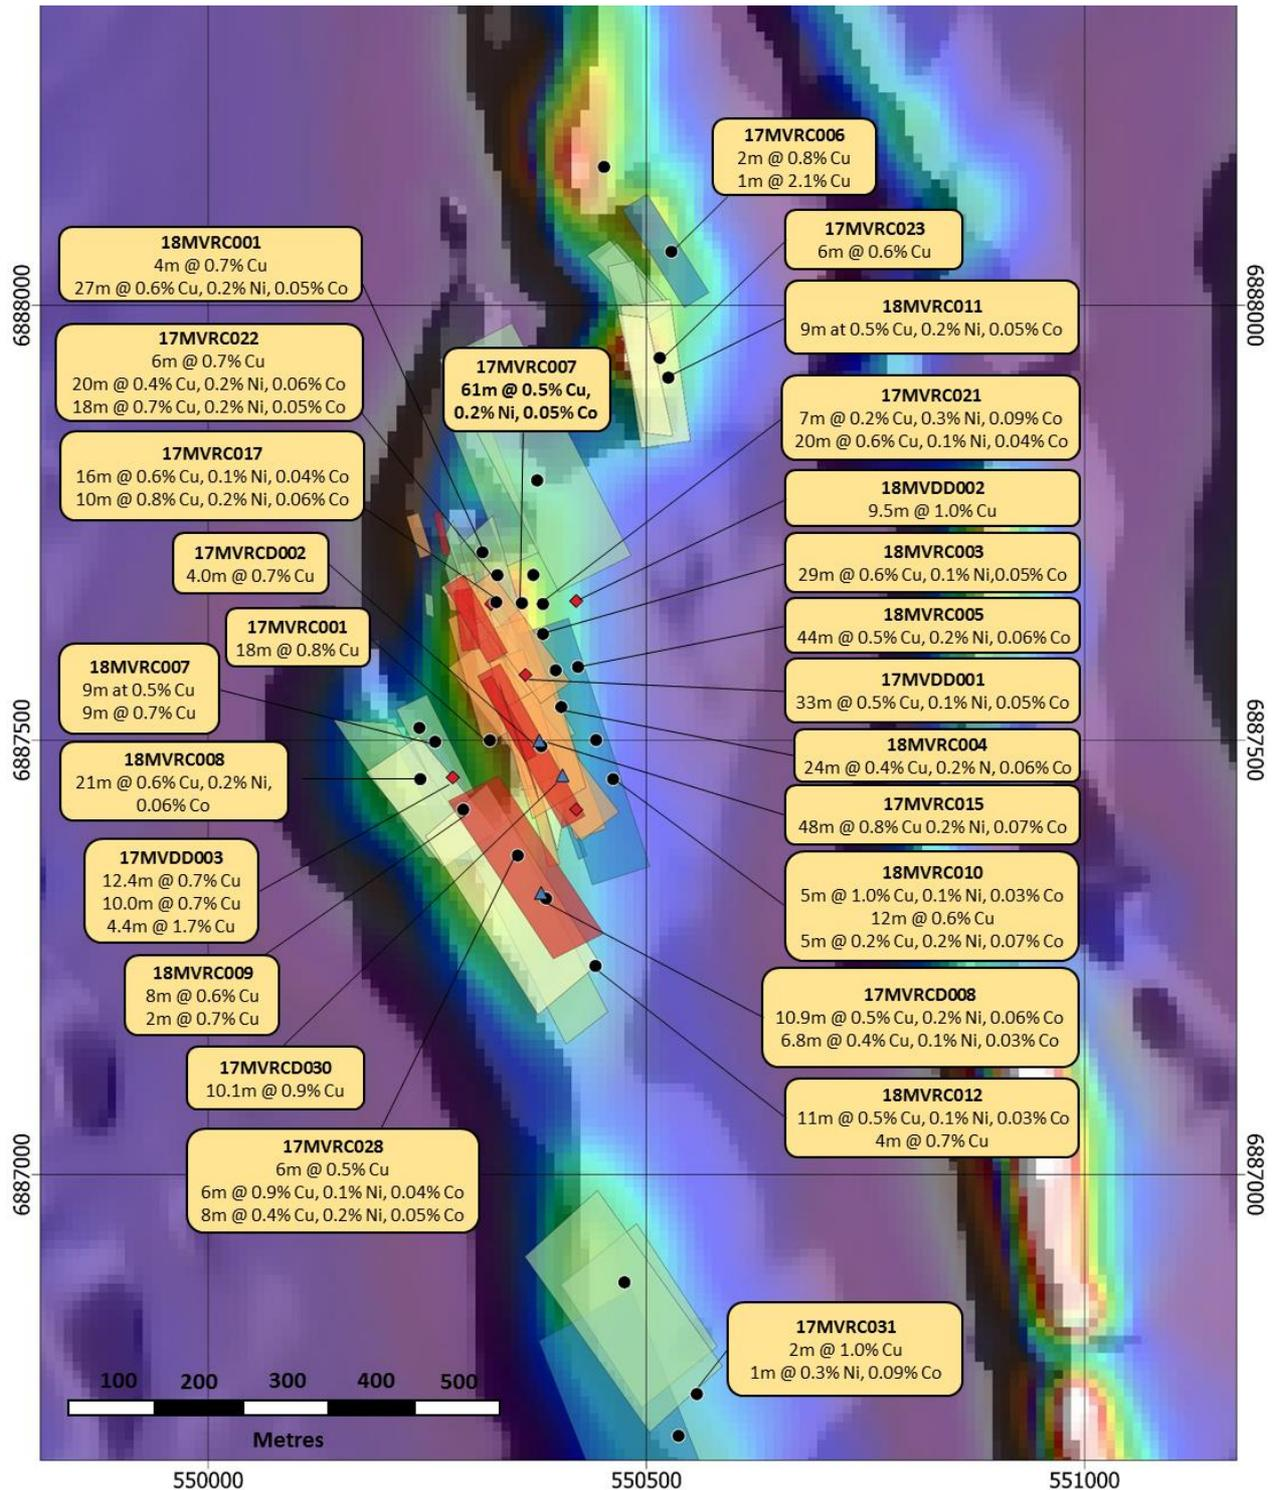 17MVRC006
2m @ 0.8% Cu
1m @ 2.1% Cu
17MVRC023
6m @ 0.6% Cu
18MVRC001
4m @ 0.7% Cu
27m @ 0.6% Cu, 0.2% Ni, 0.05% Co
6888000
6888000
18MVRC011
9m at 0.5% Cu, 0.2% Ni, 0.05% Co
17MVRC022
6m @ 0.7% Cu
20m @ 0.4% Cu, 0.2% Ni, 0.06% Co
18m @ 0.7% Cu, 0.2% Ni, 0.05% Co
17MVRC007
61m @ 0.5% Cu,
0.2% Ni, 0.05% Co
17MVRC021
7m @ 0.2% Cu, 0.3% Ni, 0.09% Co
20m @ 0.6% Cu, 0.1% Ni, 0.04% Co
17MVRC017
16m @ 0.6% Cu, 0.1% Ni, 0.04% Co
10m @ 0.8% Cu, 0.2% Ni, 0.06% Co
18MVDD002
9.5m @ 1.0% Cu
17MVRCD002
4.0m @ 0.7% Cu
18MVRC003
29m @ 0.6% Cu, 0.1% Ni,0.05% Co
17MVRC001
18m @ 0.8% Cu
18MVRC005
44m @ 0.5% Cu, 0.2% Ni, 0.06% Co
18MVRC007
9m at 0.5% Cu
9m @ 0.7% Cu
17MVDD001
33m @ 0.5% Cu, 0.1% Ni, 0.05% Co
6887500
6887500
18MVRC008
21m @ 0.6% Cu, 0.2% Ni,
0.06% Co
18MVRC004
24m @ 0.4% Cu, 0.2% N, 0.06% Co
17MVRC015
48m @ 0.8% Cu 0.2% Ni, 0.07% Co
17MVDD003
12.4m @ 0.7% Cu
10.0m @ 0.7% Cu
4.4m @ 1.7% Cu
18MVRC010
5m @ 1.0% Cu, 0.1% Ni, 0.03% Co
12m @ 0.6% Cu
5m @ 0.2% Cu, 0.2% Ni, 0.07% Co
18MVRC009
8m @ 0.6% Cu
2m @ 0.7% Cu
17MVRCD008
10.9m @ 0.5% Cu, 0.2% Ni, 0.06% Co
6.8m @ 0.4% Cu, 0.1% Ni, 0.03% Co
17MVRCD030
10.1m @ 0.9% Cu
18MVRC012
11m @ 0.5% Cu, 0.1% Ni, 0.03% Co
4m @ 0.7% Cu
6887000
6887000
17MVRC028
6m @ 0.5% Cu
6m @ 0.9% Cu, 0.1% Ni, 0.04% Co
8m @ 0.4% Cu, 0.2% Ni, 0.05% Co
17MVRC031
2m @ 1.0% Cu
1m @ 0.3% Ni, 0.09% Co
100 200 300 400 500
Metres
550000 550500 551000